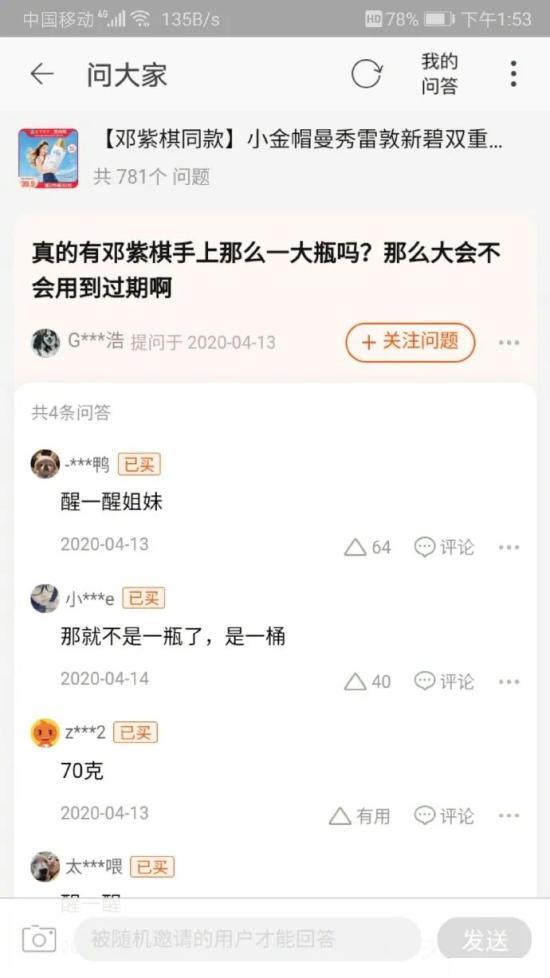 中国移动 4G 135B/s HD 78% 下午1:53
问大家
我的
问答
【邓紫棋同款】小金帽曼秀雷敦新碧双重...
共 781个 问题
真的有邓紫棋手上那么一大瓶吗？那么大会不
会用到过期啊
G***浩 提问于 2020-04-13
+ 关注问题
共4条问答
-***鸭 已买
醒一醒姐妹
2020-04-13 64 评论
小***e 已买
那就不是一瓶了，是一桶
2020-04-14 40 评论
z***2 已买
70克
2020-04-13 有用 评论
太***喂 已买
醒一醒
被随机邀请的用户才能回答
发送